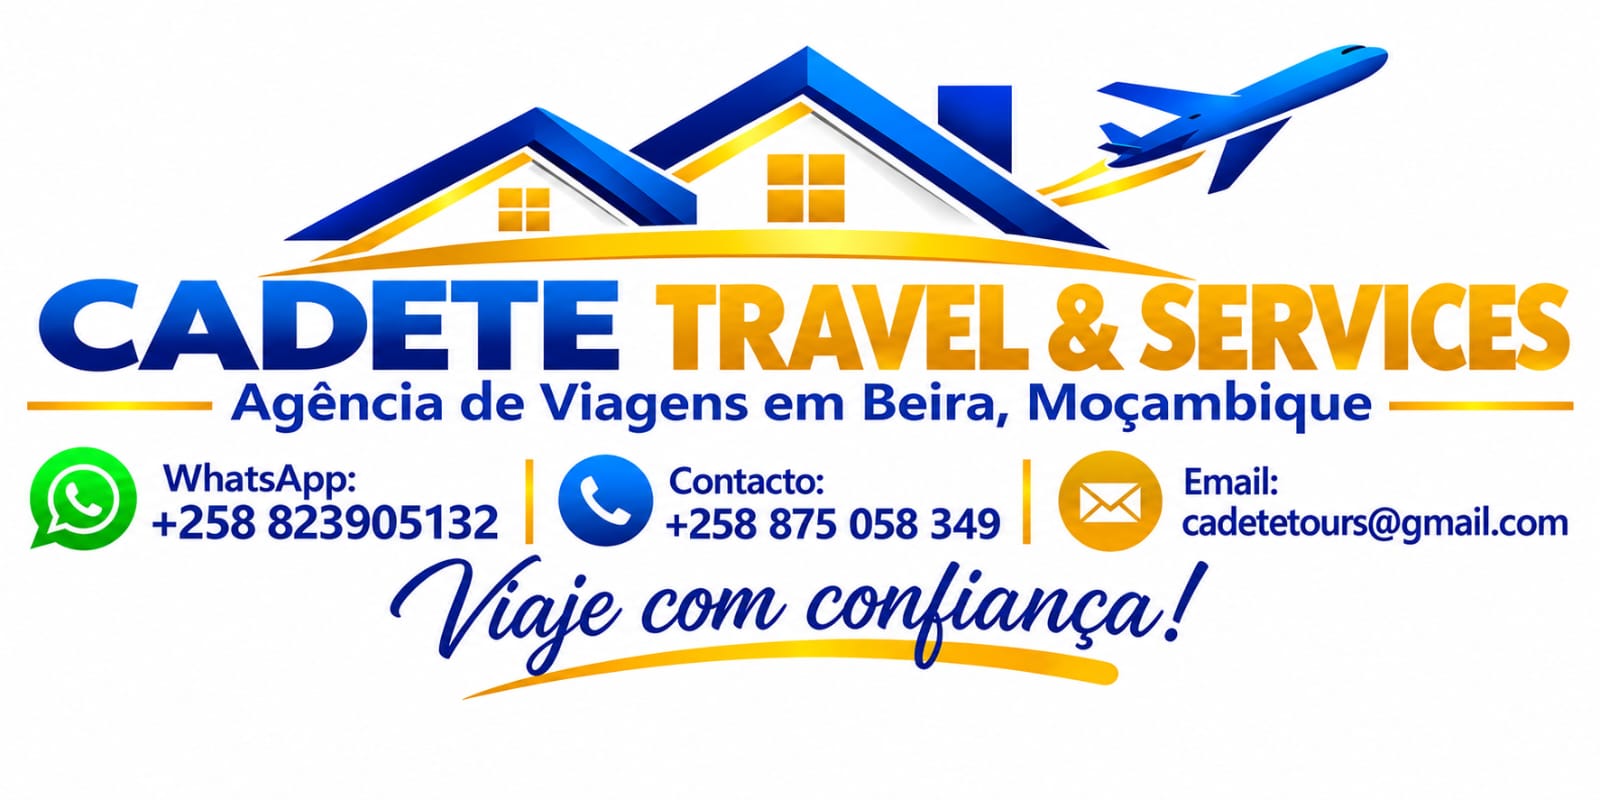 CADETE TRAVEL & SERVICES
Agência de Viagens em Beira, Moçambique
WhatsApp:
+258 823905132
Contacto:
+258 875 058 349
Email:
cadetetours@gmail.com
Viaje com confiança!